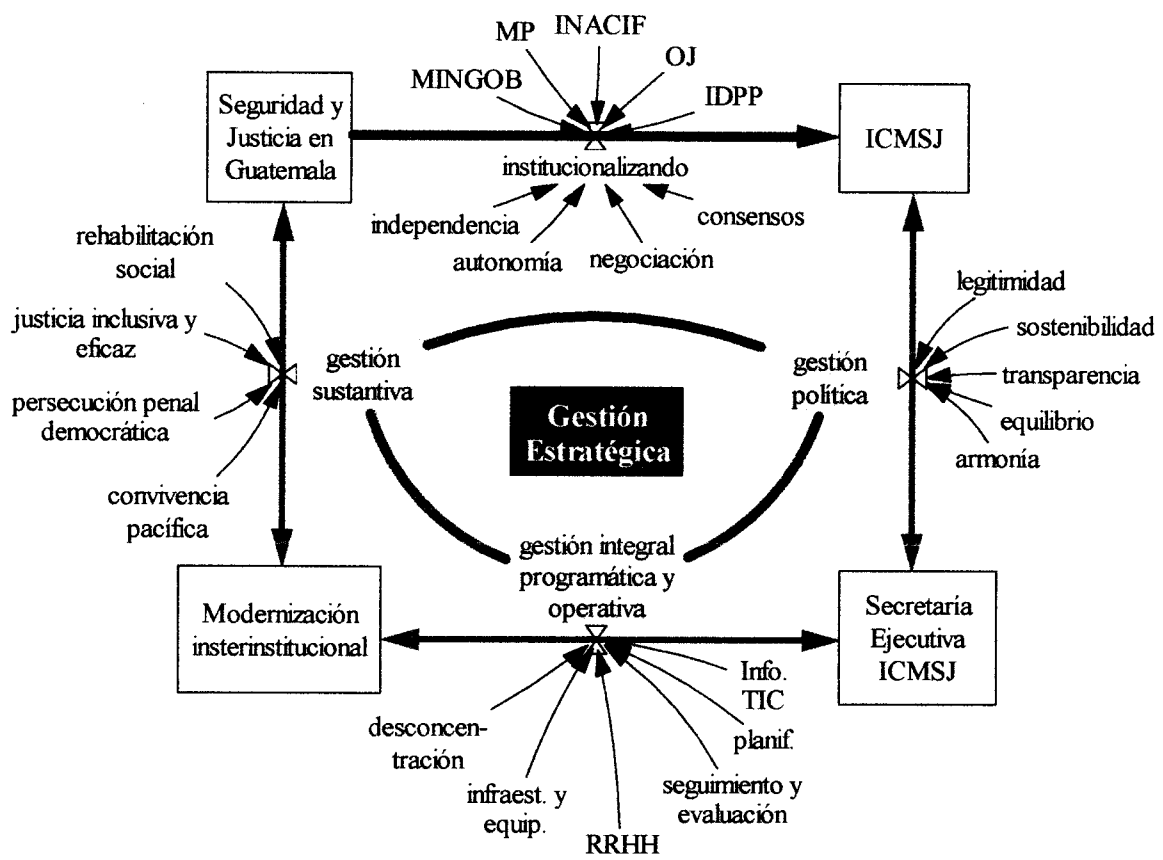 MP
INACIF
OJ
MINGOB
IDPP
Seguridad y
Justicia en
Guatemala
ICMSJ
institucionalizando
independencia
autonomía
negociación
consensos
rehabilitación
social
justicia inclusiva y
eficaz
persecución penal
democrática
convivencia
pacífica
gestión
sustantiva
gestión
política
legitimidad
sostenibilidad
transparencia
equilibrio
armonía
Gestión
Estratégica
gestión integral
programática y
operativa
Modernización
insterinstitucional
Secretaría
Ejecutiva
ICMSJ
desconcen-
tración
infraest. y
equip.
RRHH
seguimiento y
evaluación
planif.
Info.
TIC